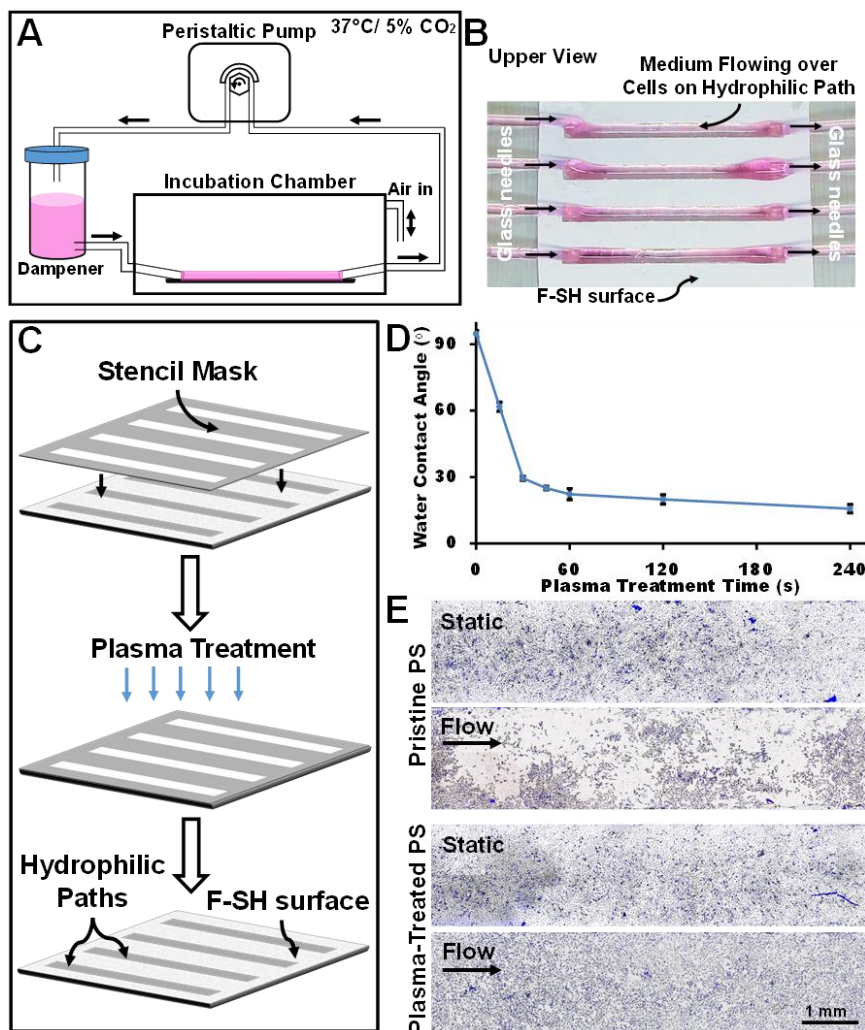 A
Peristaltic Pump
37°C/ 5% CO2
Incubation Chamber
Air in
Dampener
B
Upper View
Medium Flowing over
Cells on Hydrophilic Path
Glass needles
Glass needles
F-SH surface
C
Stencil Mask
Plasma Treatment
Hydrophilic
Paths
F-SH surface
D
Water Contact Angle (°)
90
60
30
0
0
60
120
180
240
Plasma Treatment Time (s)
E
Pristine PS
Static
Flow
Plasma-Treated PS
Static
Flow
1 mm